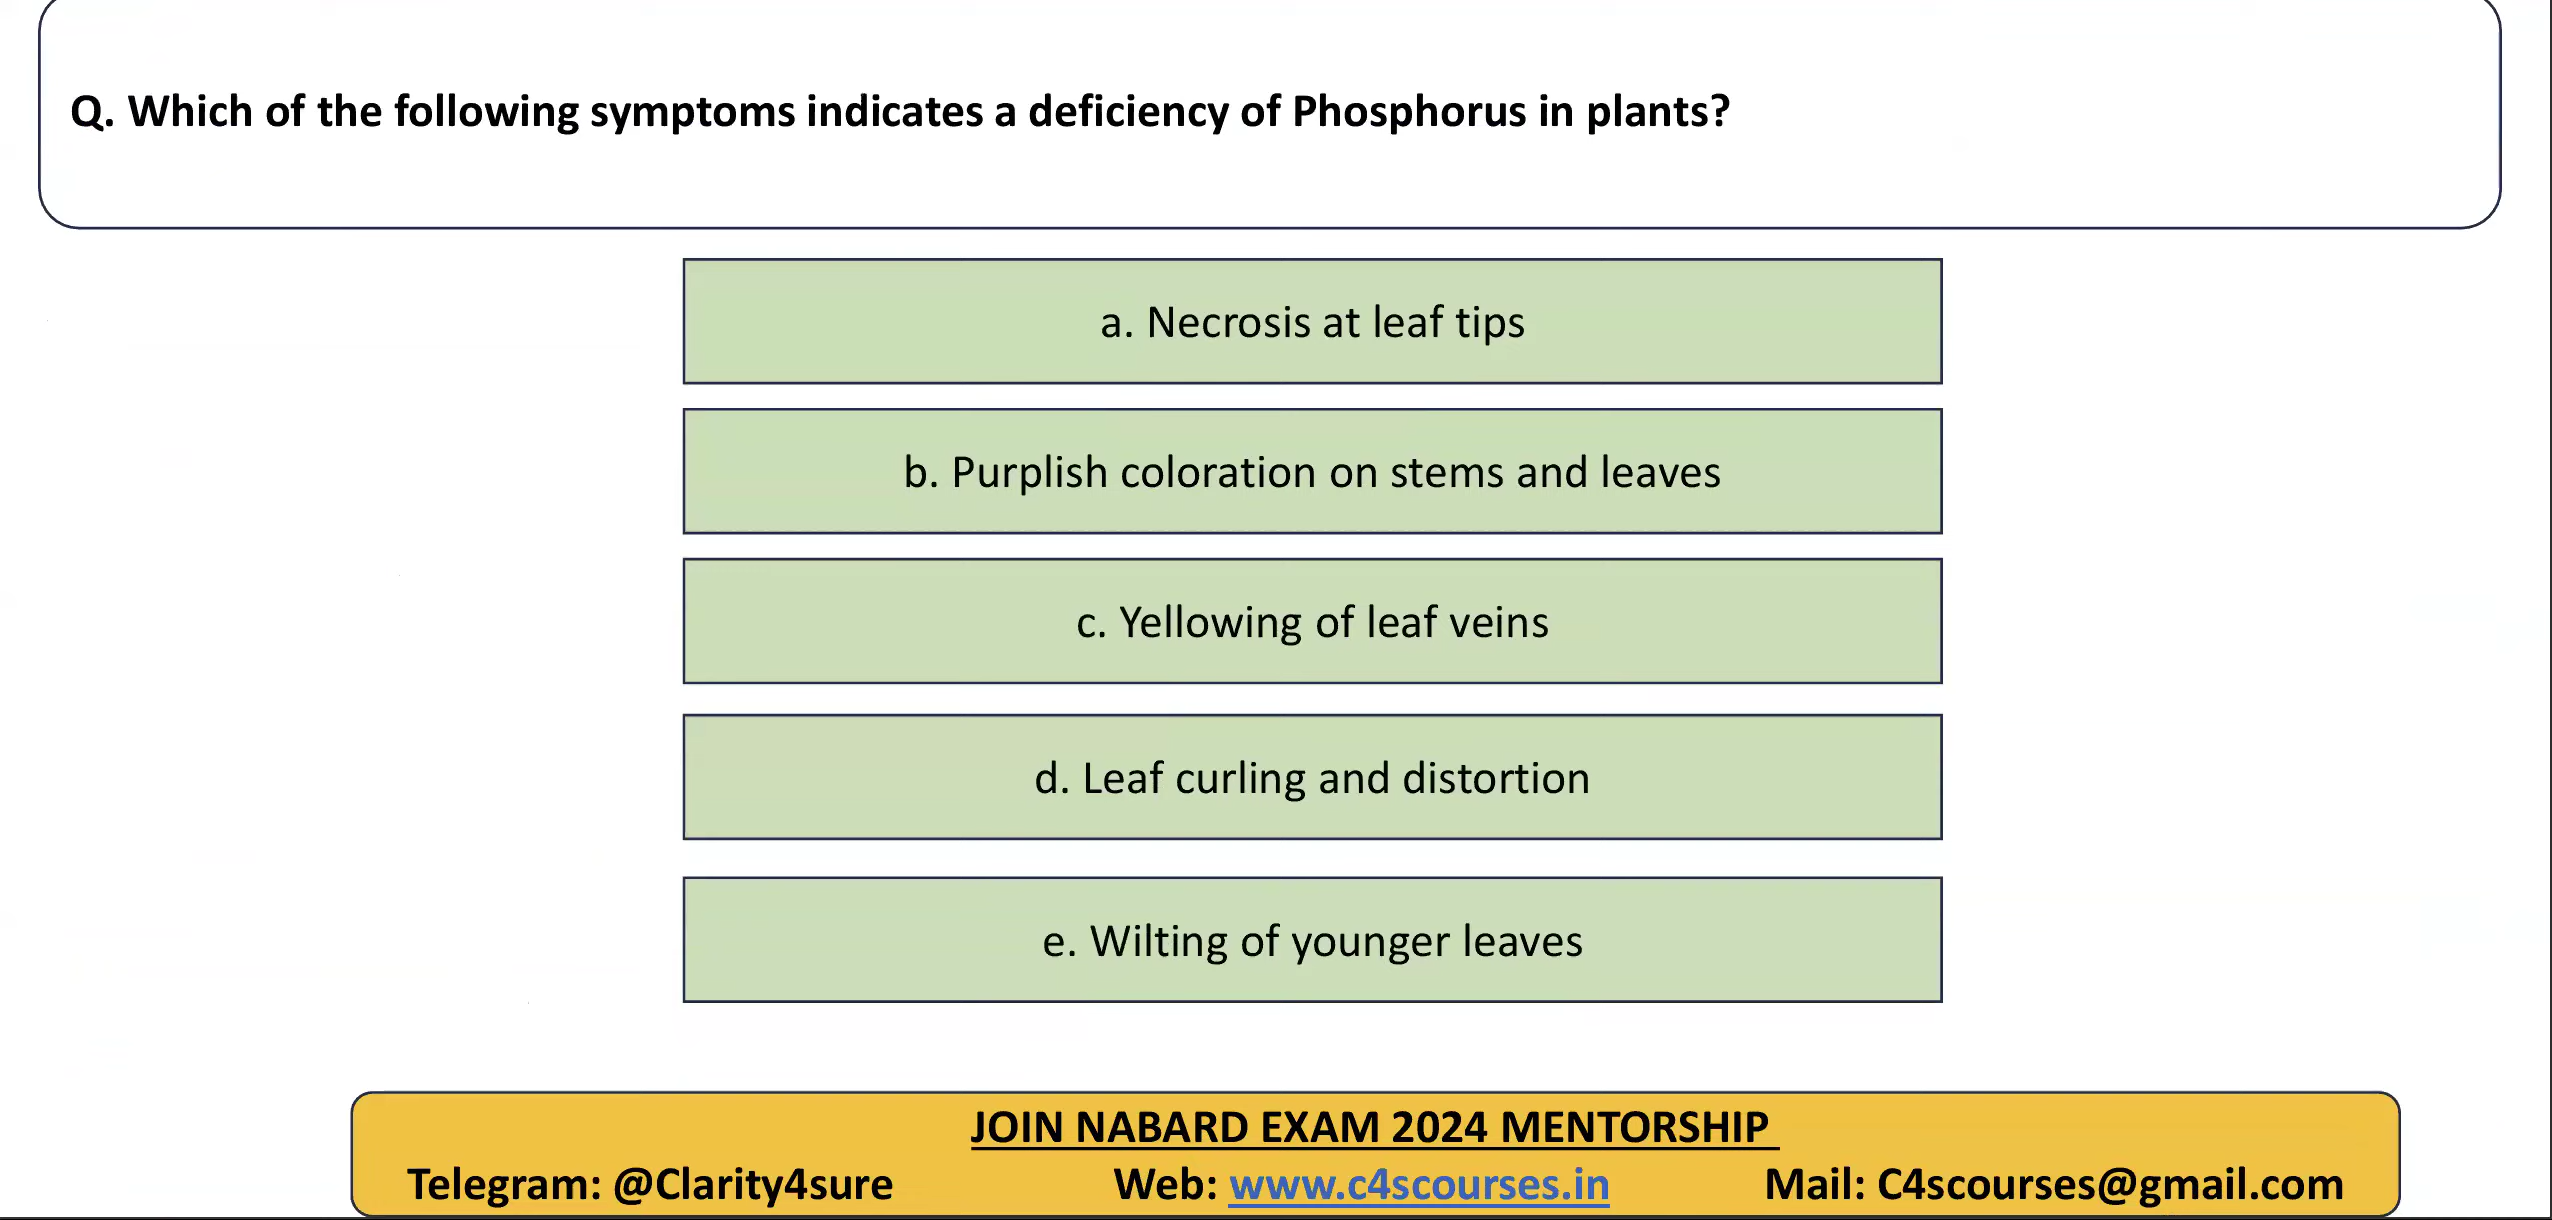 Q. Which of the following symptoms indicates a deficiency of Phosphorus in plants?
a. Necrosis at leaf tips
b. Purplish coloration on stems and leaves
c. Yellowing of leaf veins
d. Leaf curling and distortion
e. Wilting of younger leaves
JOIN NABARD EXAM 2024 MENTORSHIP
Telegram: @Clarity4sure Web: www.c4scourses.in Mail: C4scourses@gmail.com